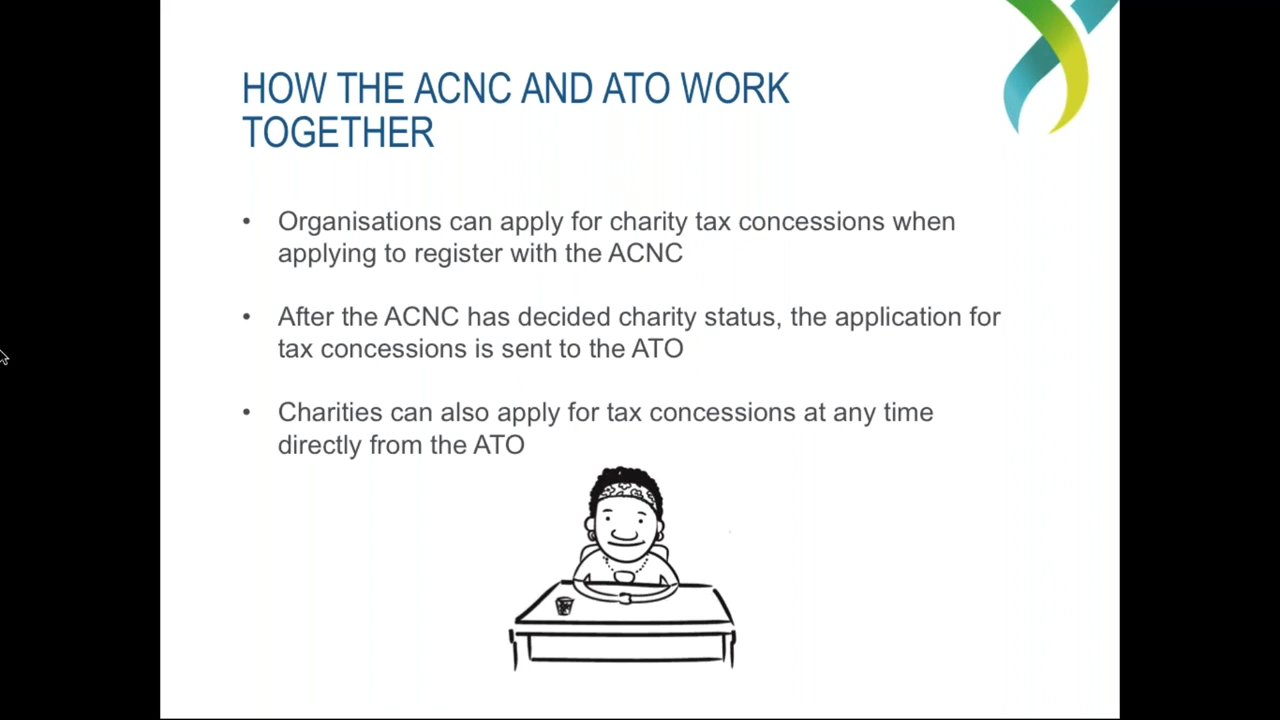 HOW THE ACNC AND ATO WORK
TOGETHER
• Organisations can apply for charity tax concessions when
applying to register with the ACNC
• After the ACNC has decided charity status, the application for
tax concessions is sent to the ATO
• Charities can also apply for tax concessions at any time
directly from the ATO